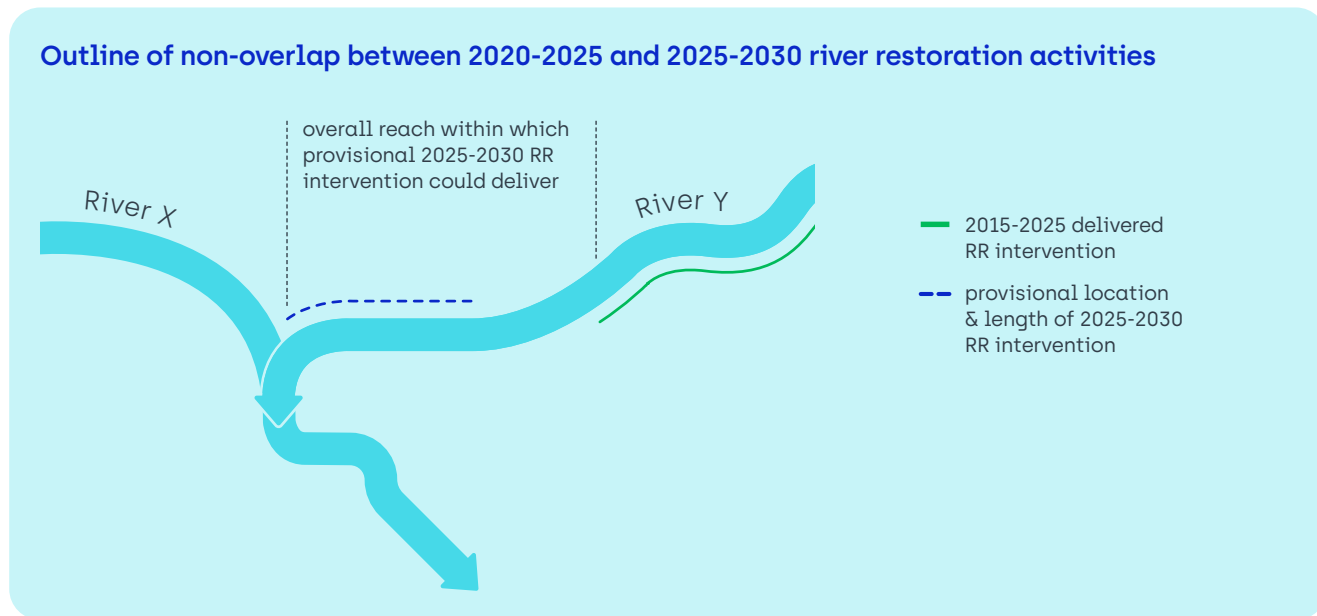 Outline of non-overlap between 2020-2025 and 2025-2030 river restoration activities
overall reach within which
provisional 2025-2030 RR
intervention could deliver
River X
River Y
2015-2025 delivered
RR intervention
provisional location
& length of 2025-2030
RR intervention